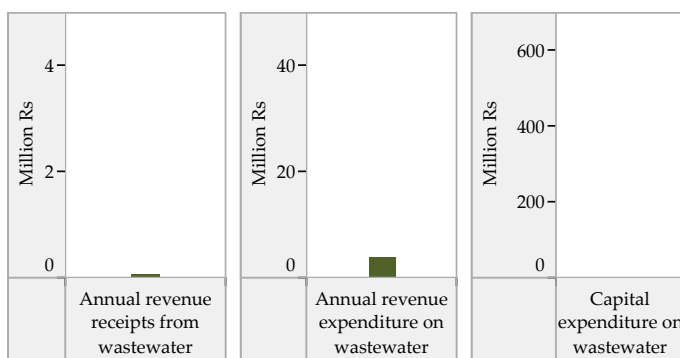 4
2
0
Million Rs
Annual revenue
receipts from
wastewater
40
20
0
Million Rs
Annual revenue
expenditure on
wastewater
600
400
200
0
Million Rs
Capital
expenditure on
wastewater